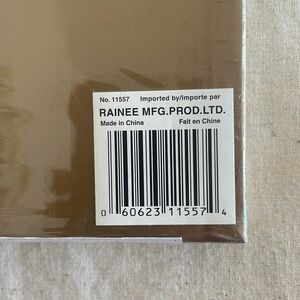 No. 11557 Imported by/Importe par
RAINEE MFG.PROD.LTD.
Made in China Fait en Chine
0 60623 11557 4